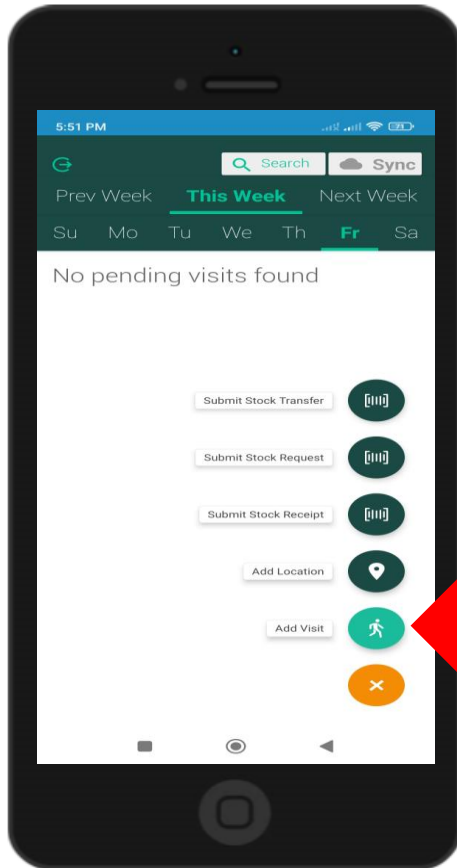 5:51 PM
Search Sync
Prev Week This Week Next Week
Su Mo Tu We Th Fr Sa
No pending visits found
Submit Stock Transfer
Submit Stock Request
Submit Stock Receipt
Add Location
Add Visit